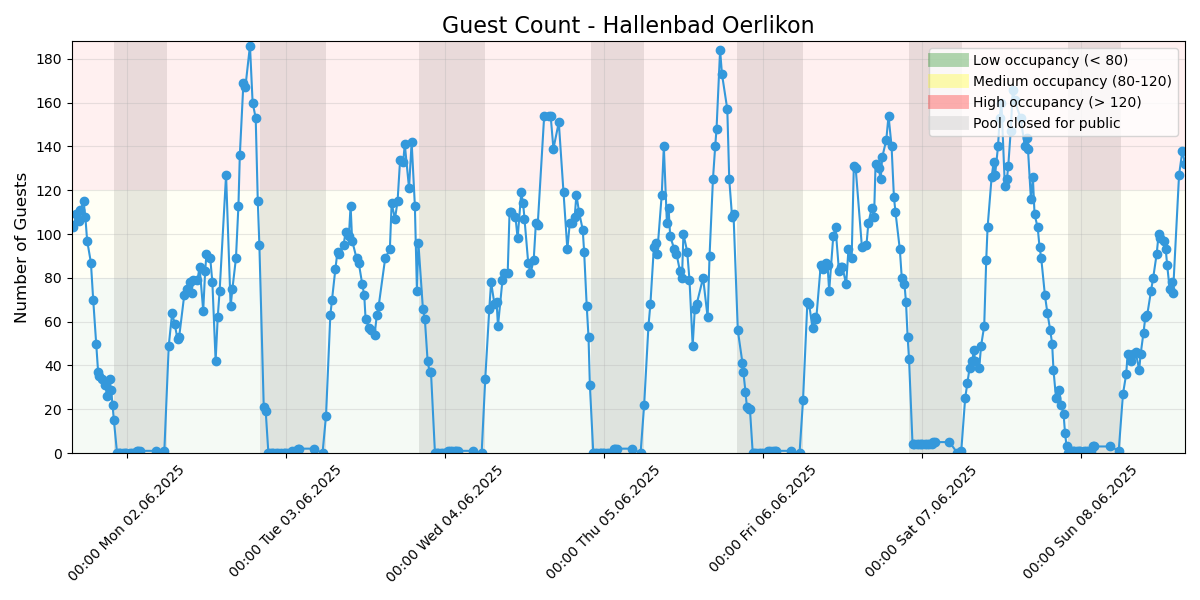 Guest Count - Hallenbad Oerlikon
Number of Guests
180
160
140
120
100
80
60
40
20
0
Low occupancy (< 80)
Medium occupancy (80-120)
High occupancy (> 120)
Pool closed for public
00:00 Mon 02.06.2025
00:00 Tue 03.06.2025
00:00 Wed 04.06.2025
00:00 Thu 05.06.2025
00:00 Fri 06.06.2025
00:00 Sat 07.06.2025
00:00 Sun 08.06.2025